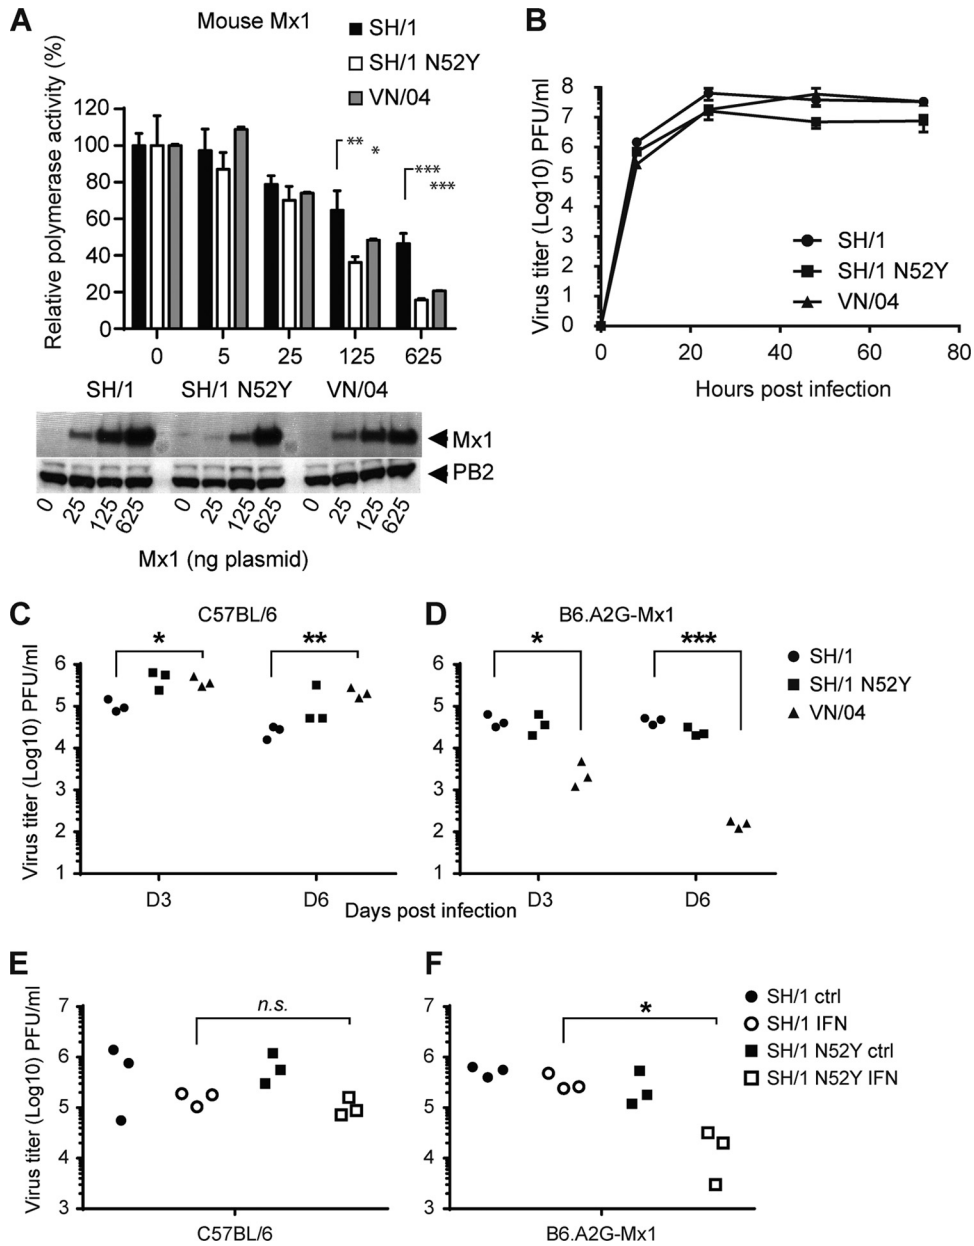 A
Mouse Mx1
SH/1
SH/1 N52Y
VN/04
Relative polymerase activity (%)
120
100
80
60
40
20
0
** 
*
***
***
0 5 25 125 625
SH/1 SH/1 N52Y VN/04
Mx1
PB2
0 25 125 625 0 25 125 625 0 25 125 625
Mx1 (ng plasmid)
B
Virus titer (Log10) PFU/ml
8
7
6
5
4
3
2
1
0
SH/1
SH/1 N52Y
VN/04
0 20 40 60 80
Hours post infection
C
C57BL/6
Virus titer (Log10) PFU/ml
6
5
4
3
2
1
* **
D3 D6
D
B6.A2G-Mx1
6
5
4
3
2
1
* ***
SH/1
SH/1 N52Y
VN/04
D3 D6
Days post infection
E
Virus titer (Log10) PFU/ml
7
6
5
4
3
n.s.
C57BL/6
F
7
6
5
4
3
*
SH/1 ctrl
SH/1 IFN
SH/1 N52Y ctrl
SH/1 N52Y IFN
B6.A2G-Mx1